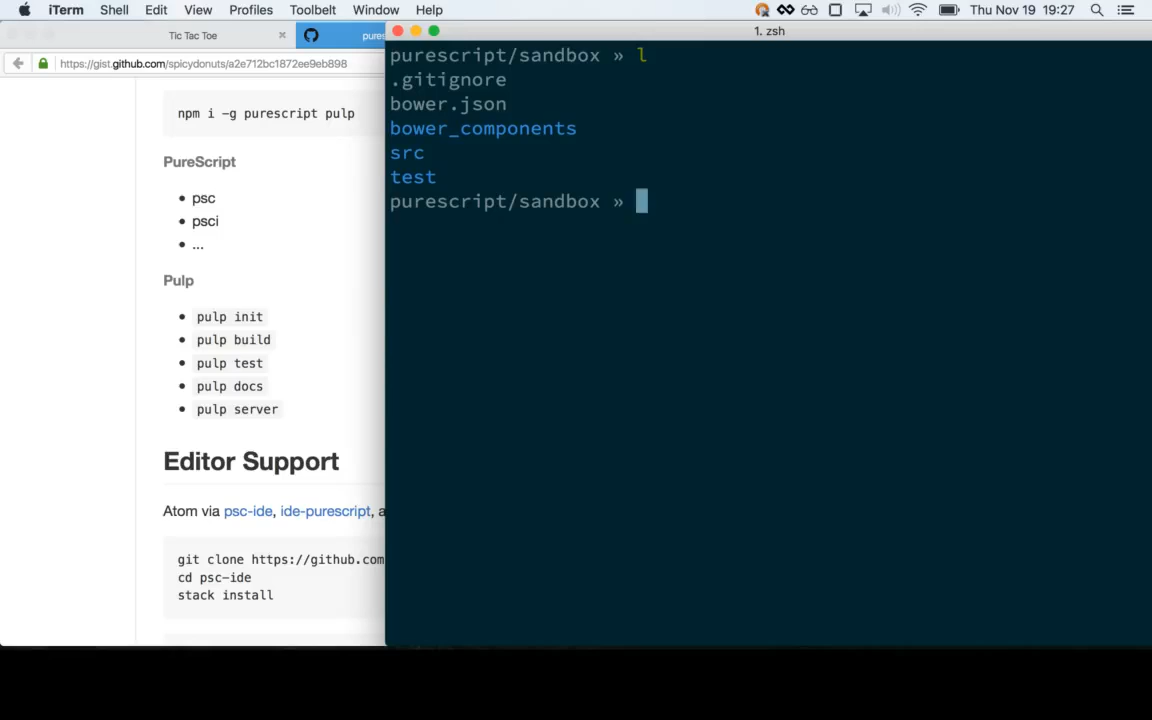 iTerm Shell Edit View Profiles Toolbelt Window Help Thu Nov 19 19:27
Tic Tac Toe
pures
1. zsh
https://gist.github.com/spicydonuts/a2e712bc1872ee9eb898
npm i -g purescript pulp
PureScript
• psc
• psci
• ...
Pulp
• pulp init
• pulp build
• pulp test
• pulp docs
• pulp server
Editor Support
Atom via psc-ide, ide-purescript, a
git clone https://github.com
cd psc-ide
stack install
purescript/sandbox » l
.gitignore
bower.json
bower_components
src
test
purescript/sandbox »